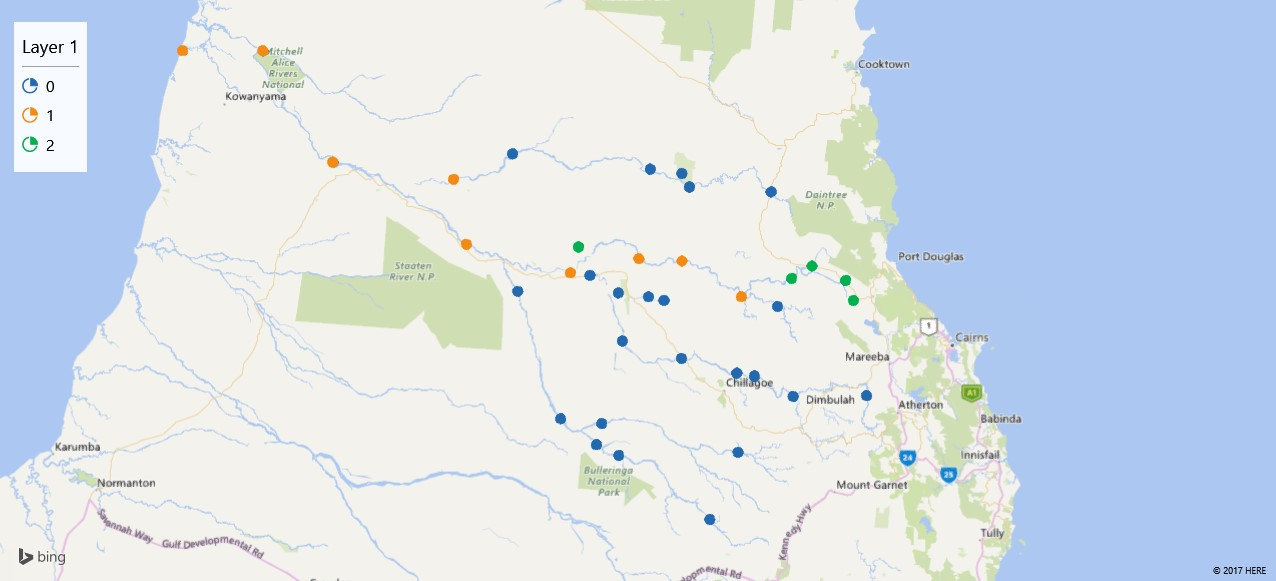 Layer 1
0
1
2
Mitchell
Alice
Rivers
National
Kowanyama
Cooktown
Daintree
N P
Port Douglas
Staaten
River N.P
1
Cairns
Mareeba
Chillagoe
Dimbulah
Atherton
A1
Babinda
Karumba
Normanton
24
Innisfail
25
Bulleringa
National
Park
Mount Garnet
Savannah Way
Gulf Developmental Rd
Kennedy Hwy
Tully
bing
opmental Rd
© 2017 HERE